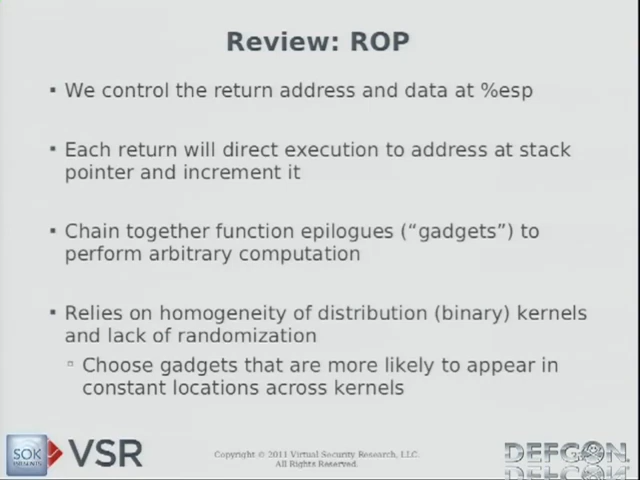 Review: ROP
▪ We control the return address and data at %esp
▪ Each return will direct execution to address at stack
pointer and increment it
▪ Chain together function epilogues (“gadgets”) to
perform arbitrary computation
▪ Relies on homogeneity of distribution (binary) kernels
and lack of randomization
▫ Choose gadgets that are more likely to appear in
constant locations across kernels
SOK
PRESENTS
VSR
Copyright © 2011 Virtual Security Research, LLC.
All Rights Reserved.
DEFCON